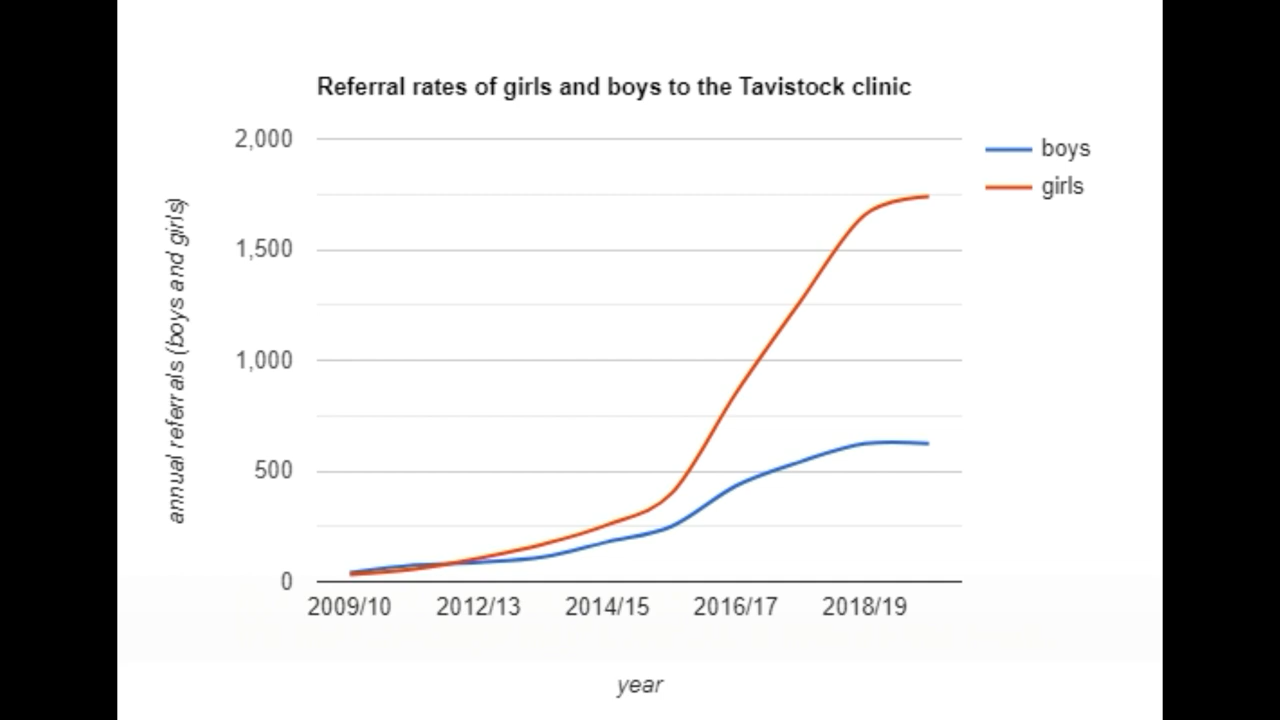 Referral rates of girls and boys to the Tavistock clinic
2,000
1,500
1,000
500
0
annual referrals (boys and girls)
boys
girls
2009/10 2012/13 2014/15 2016/17 2018/19
year